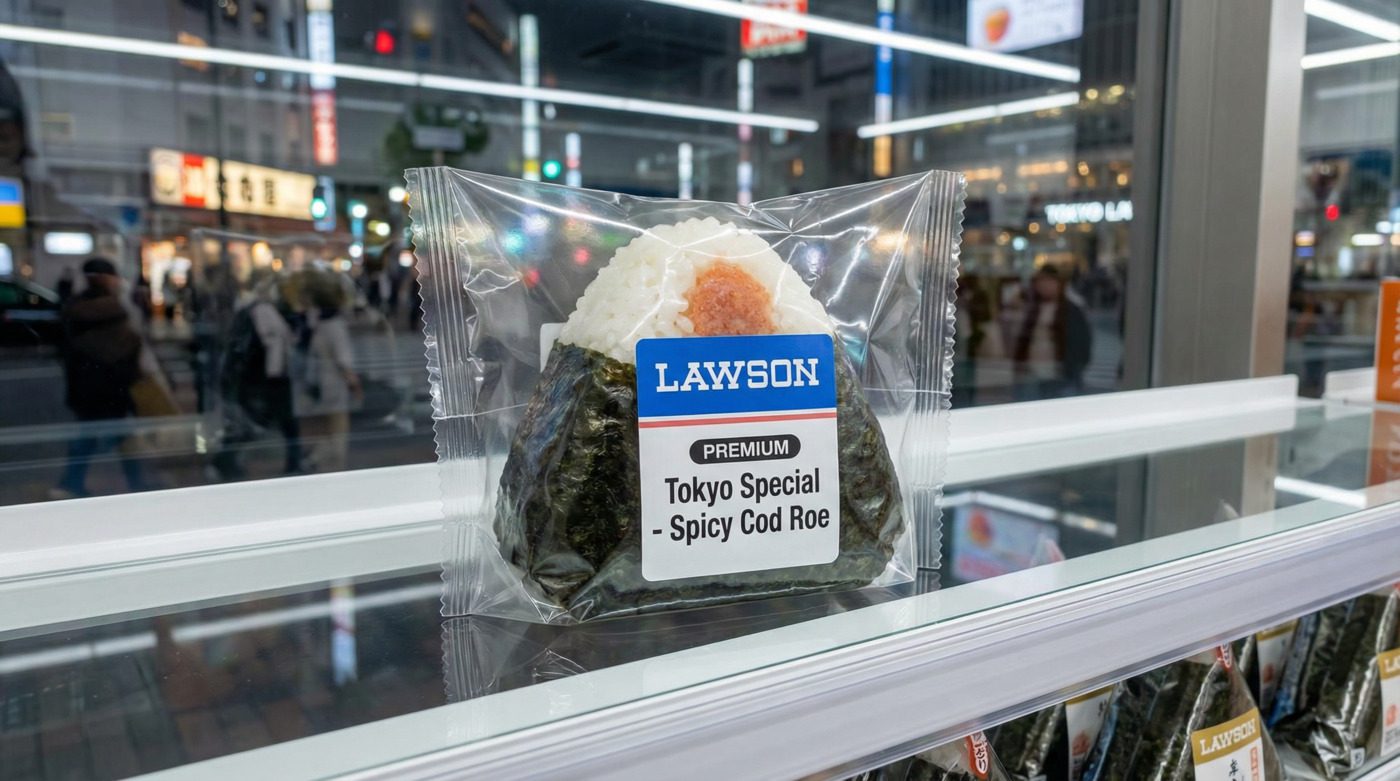 TOKYO LA
LAWSON
PREMIUM
Tokyo Special
- Spicy Cod Roe
LAWSON